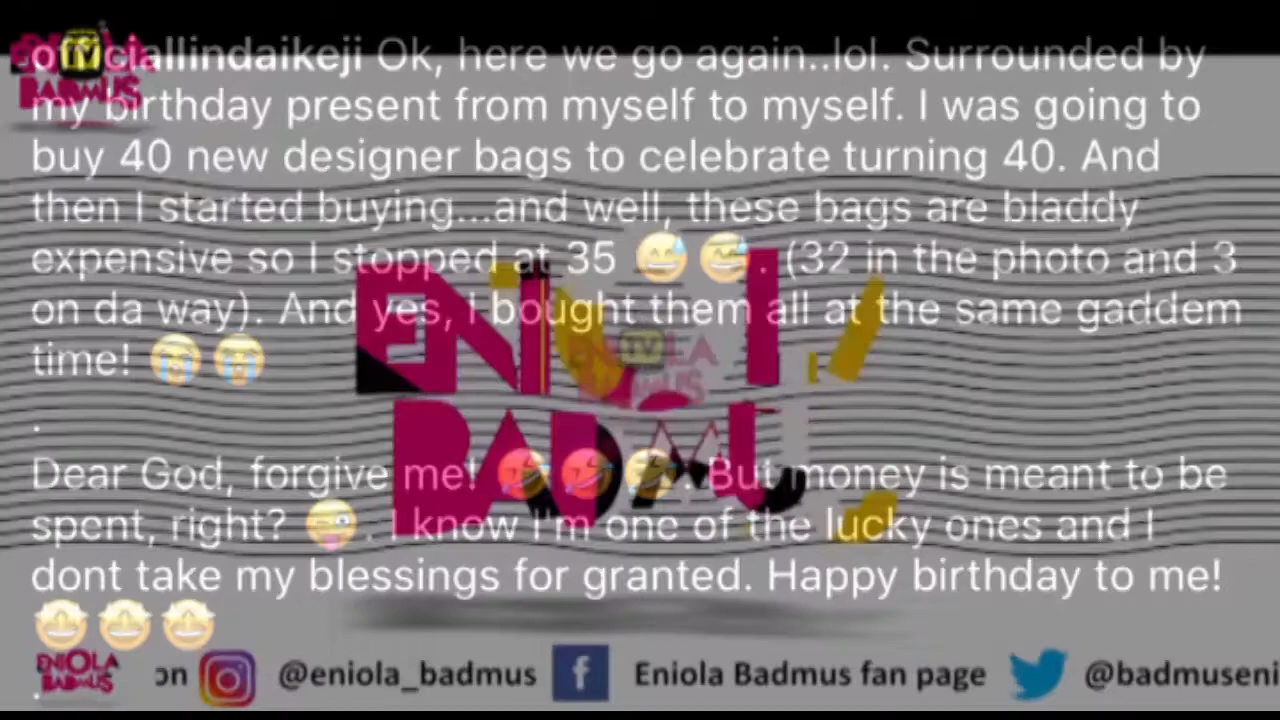 officiallindaikeji Ok, here we go again..lol. Surrounded by
my birthday present from myself to myself. I was going to
buy 40 new designer bags to celebrate turning 40. And
then I started buying...and well, these bags are bladdy
expensive so I stopped at 35 😅 😅 . (32 in the photo and 3
on da way). And yes, I bought them all at the same gaddem
time! 😭 😭
.
Dear God, forgive me! 🤣 🤣 🤣 . But money is meant to be
spent, right? 😜 . I know I'm one of the lucky ones and I
dont take my blessings for granted. Happy birthday to me!
🤩 🤩 🤩
.
ENIOLA
TV
BADMUS
ENIOLA
BADMUS
on @eniola_badmus Eniola Badmus fan page @badmuseni